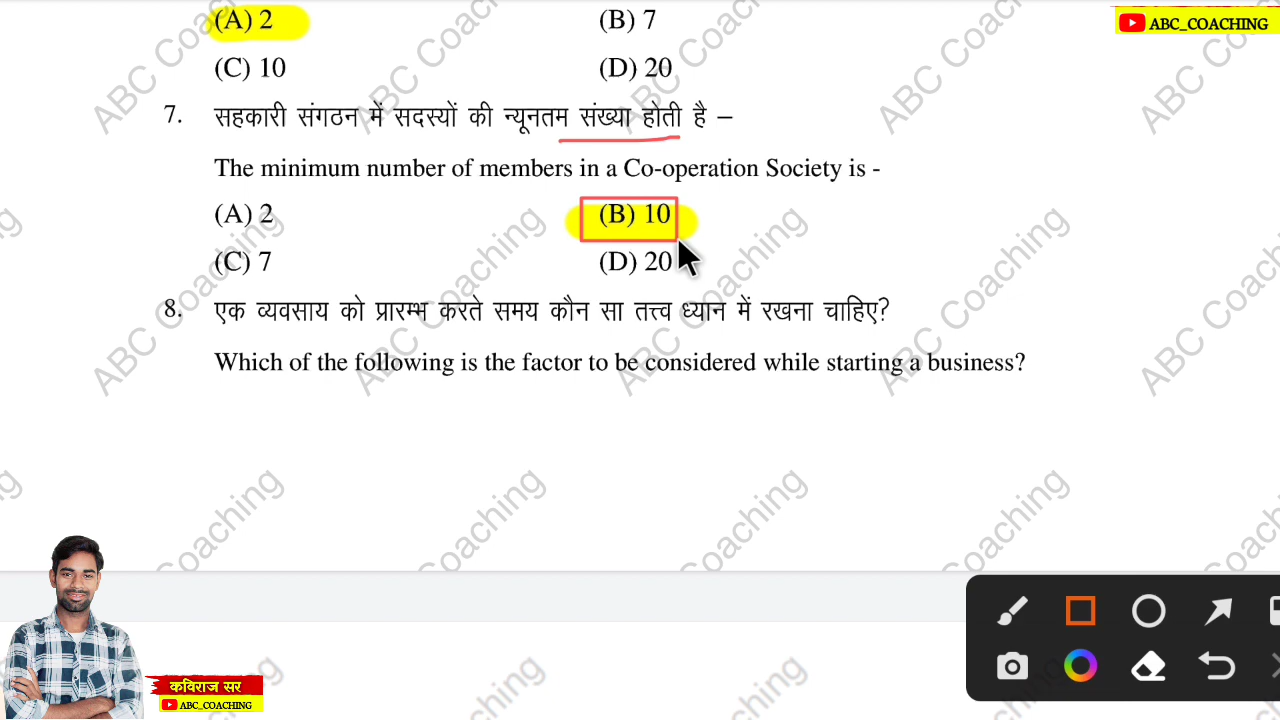 (A) 2 (B) 7
ABC_COACHING
(C) 10 (D) 20
7. सहकारी संगठन में सदस्यों की न्यूनतम संख्या होती है –
The minimum number of members in a Co-operation Society is -
(A) 2 (B) 10
(C) 7 (D) 20
8. एक व्यवसाय को प्रारम्भ करते समय कौन सा तत्त्व ध्यान में रखना चाहिए?
Which of the following is the factor to be considered while starting a business?
ABC Coaching
कविराज सर
ABC_COACHING